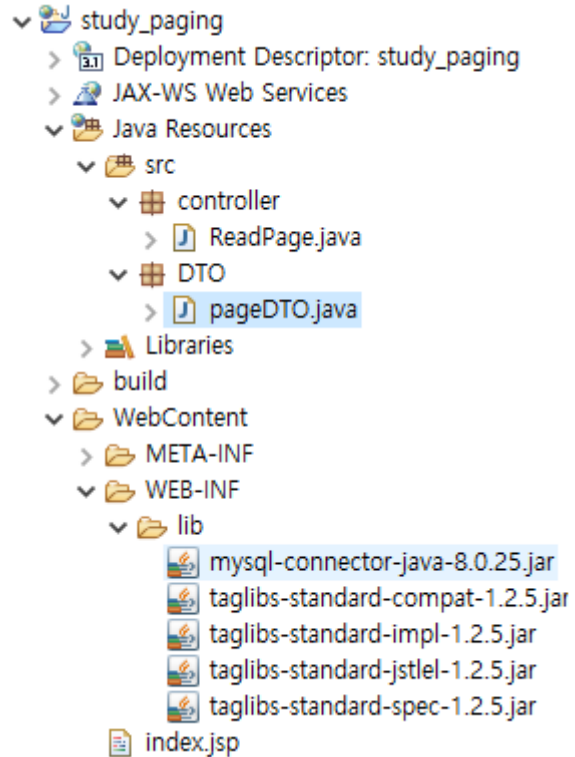 study_paging
3.1 Deployment Descriptor: study_paging
JAX-WS Web Services
Java Resources
src
controller
J ReadPage.java
DTO
J pageDTO.java
Libraries
build
WebContent
META-INF
WEB-INF
lib
mysql-connector-java-8.0.25.jar
taglibs-standard-compat-1.2.5.jar
taglibs-standard-impl-1.2.5.jar
taglibs-standard-jstlel-1.2.5.jar
taglibs-standard-spec-1.2.5.jar
index.jsp